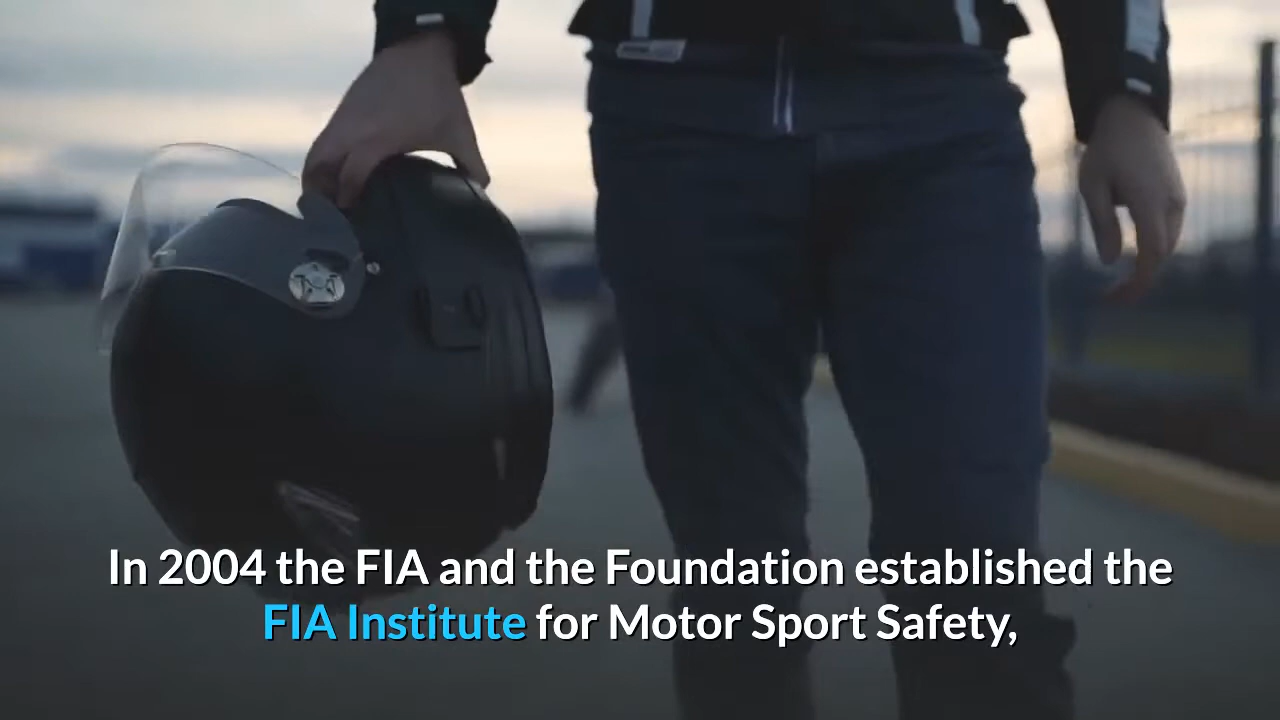 In 2004 the FIA and the Foundation established the
FIA Institute for Motor Sport Safety,